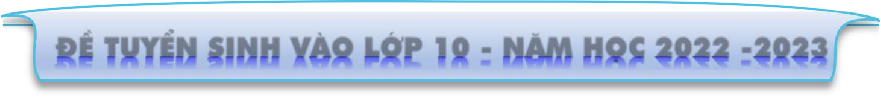 ĐỀ TUYỂN SINH VÀO LỚP 10 - NĂM HỌC 2022 -2023